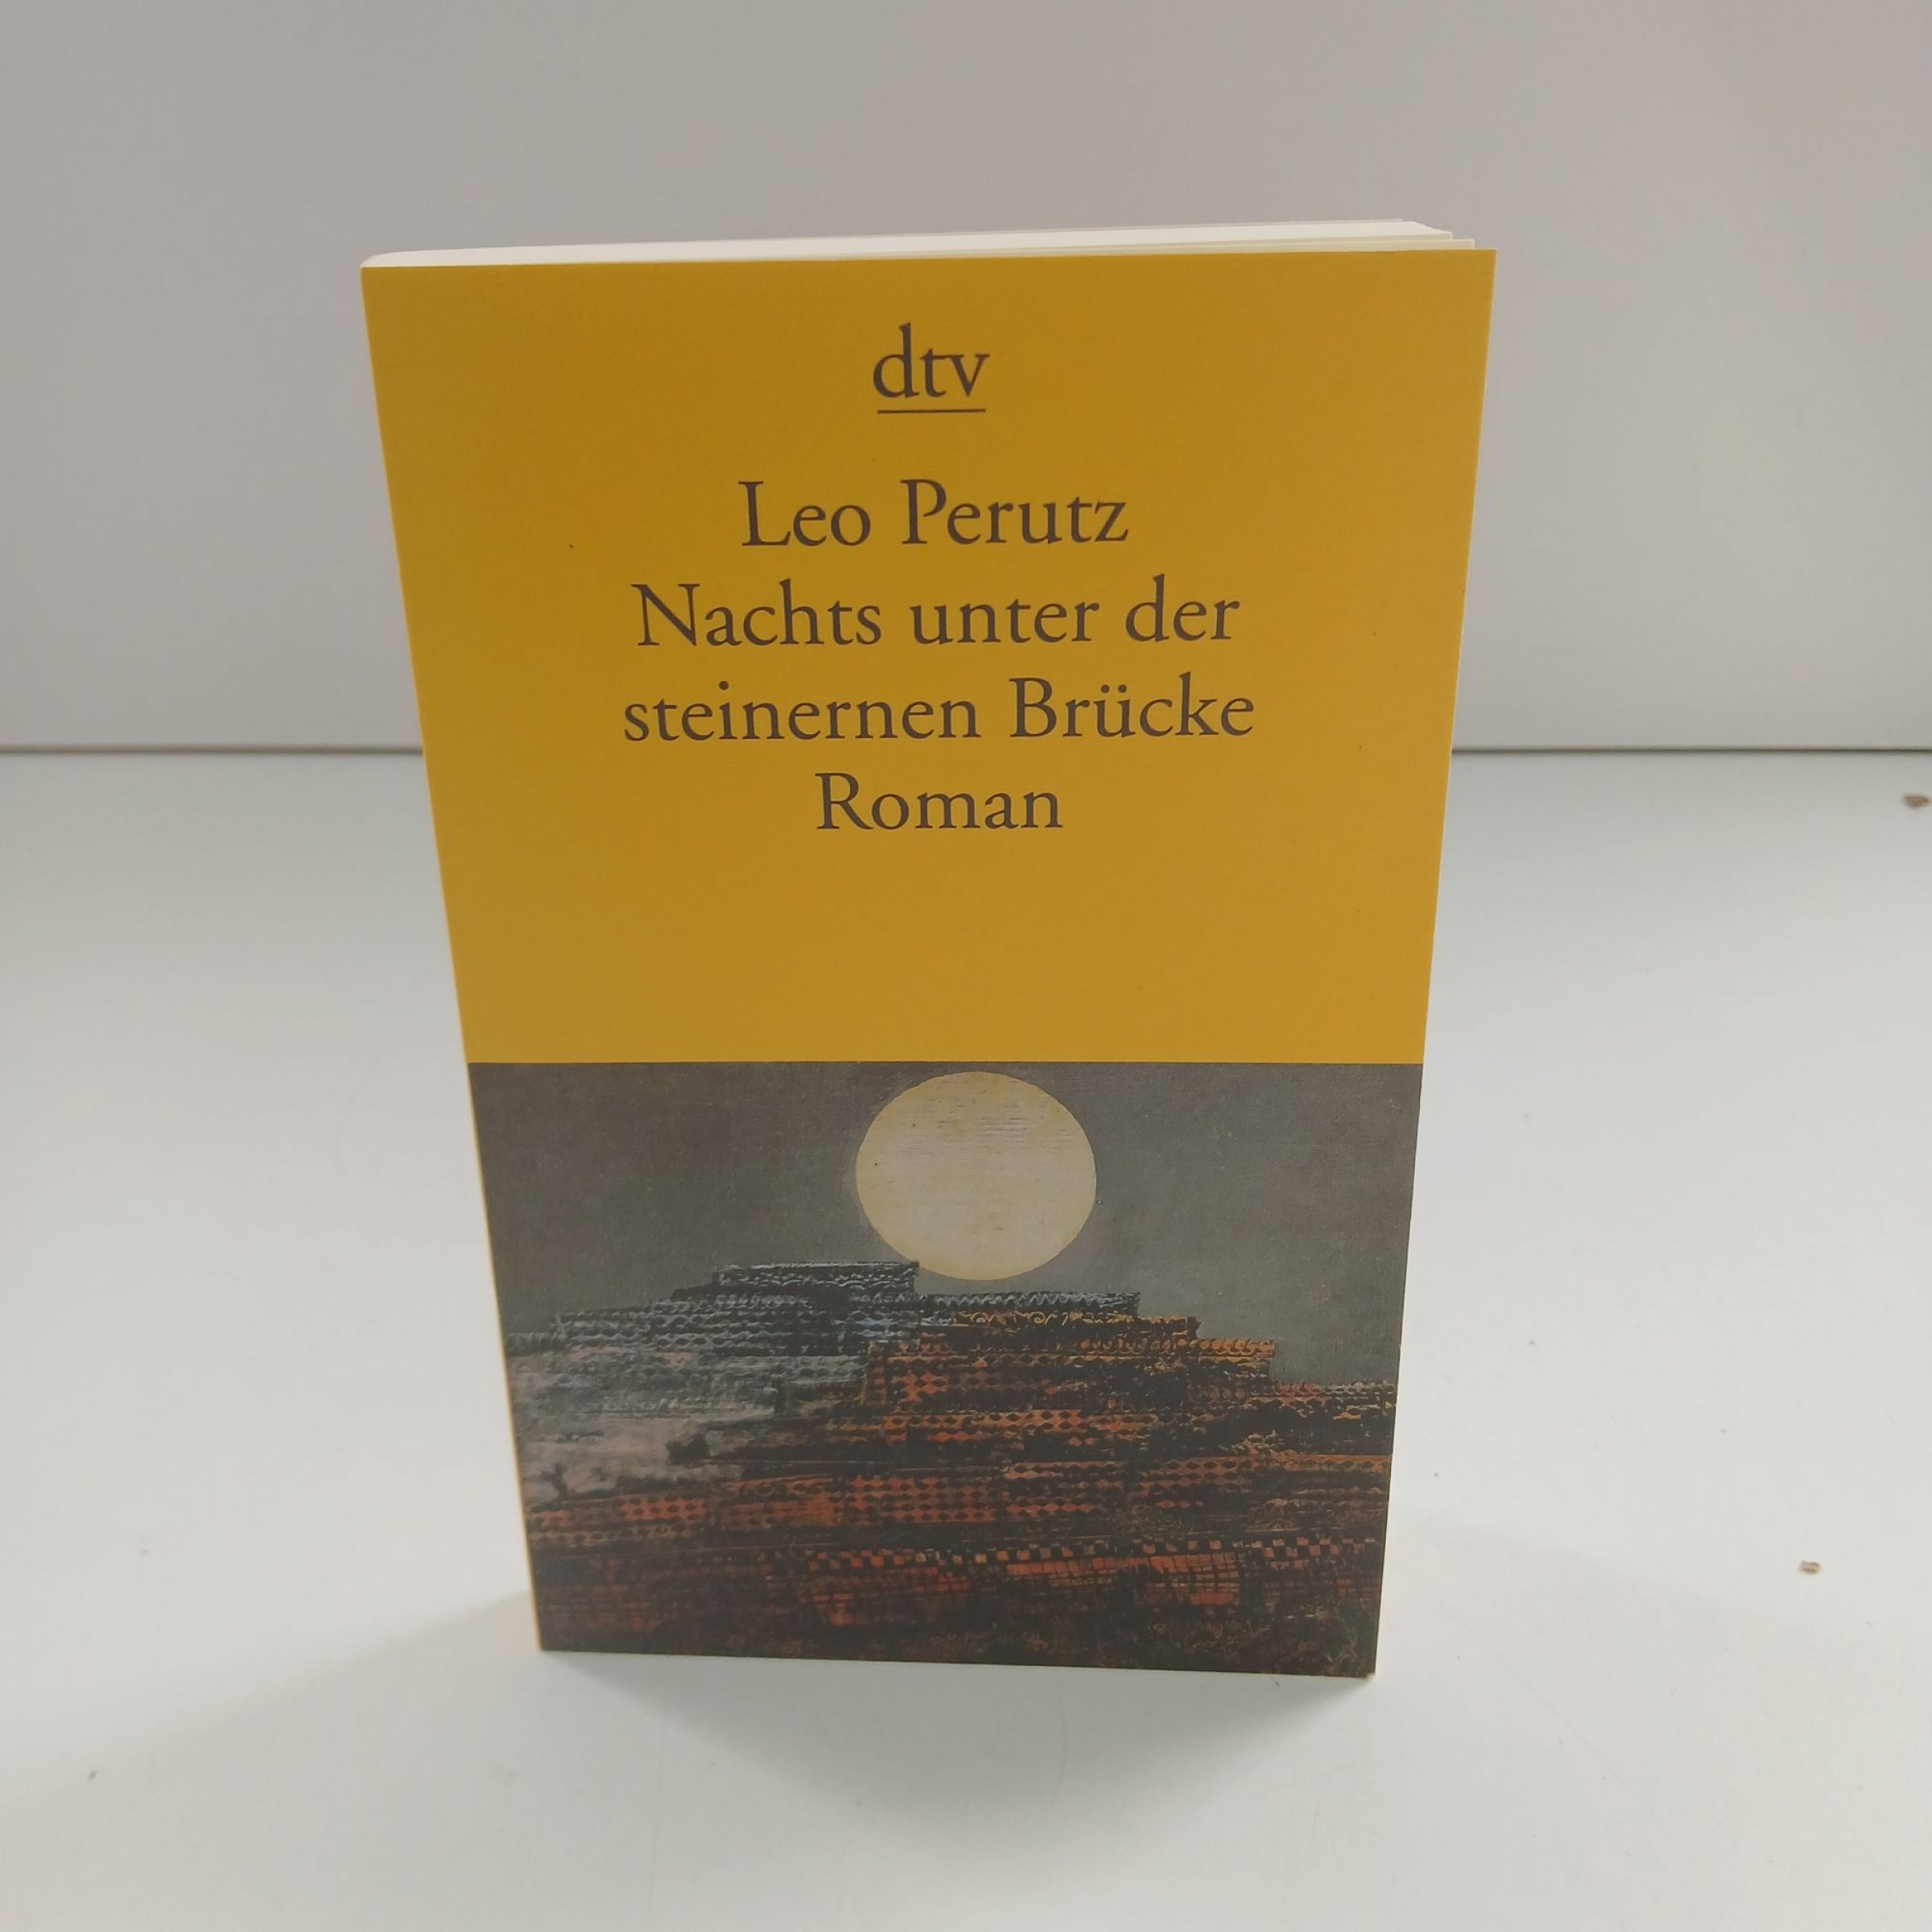 dtv
Leo Perutz
Nachts unter der
steinernen Brücke
Roman